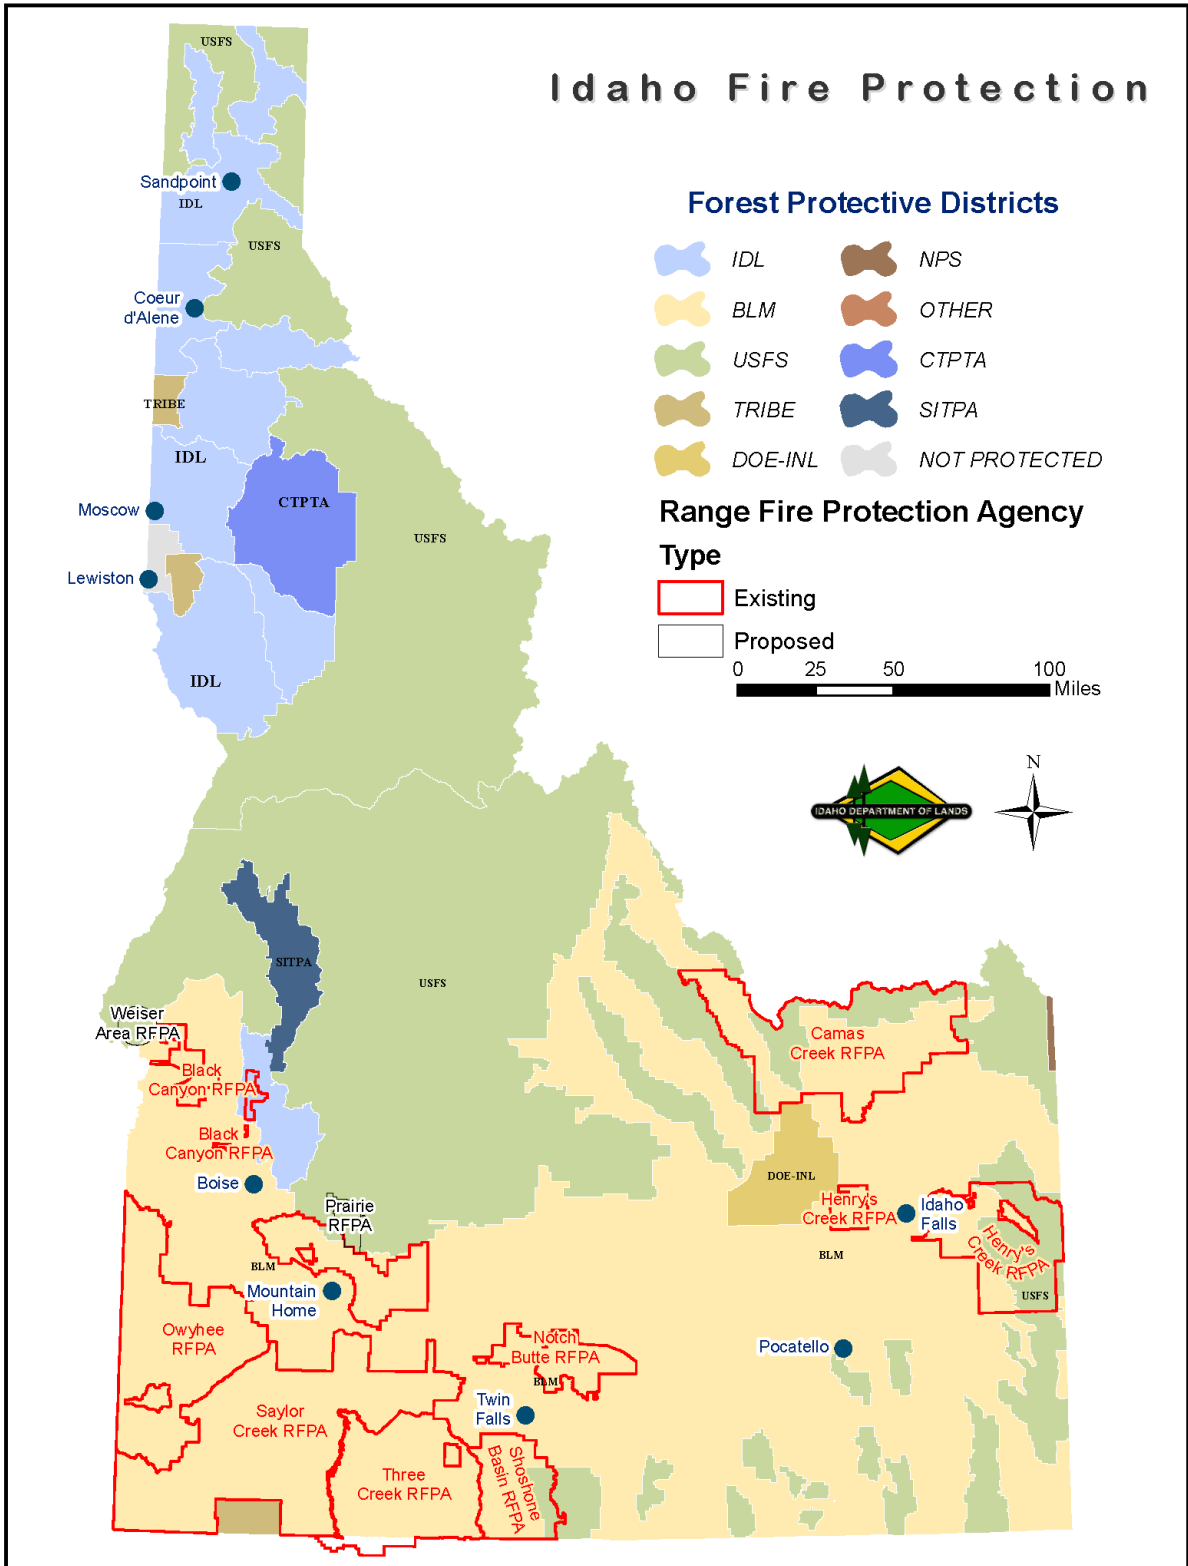 Idaho Fire Protection
Forest Protective Districts
IDL
BLM
USFS
TRIBE
DOE-INL
NPS
OTHER
CTPTA
SITPA
NOT PROTECTED
Range Fire Protection Agency
Type
Existing
Proposed
0 25 50 100
Miles
N
IDAHO DEPARTMENT OF LANDS
USFS
Sandpoint
IDL
USFS
Coeur
d'Alene
TRIBE
IDL
CTPTA
Moscow
USFS
Lewiston
IDL
SITPA
USFS
Weiser
Area RFPA
Black
Canyon RFPA
Black
Canyon RFPA
Boise
Prairie
RFPA
BLM
Mountain
Home
Owyhee
RFPA
Saylor
Creek RFPA
Three
Creek RFPA
Shoshone
Basin RFPA
Notch
Butte RFPA
BLM
Twin
Falls
Camas
Creek RFPA
DOE-INL
Henry's
Creek RFPA
Idaho
Falls
BLM
Henry's
Creek RFPA
USFS
Pocatello